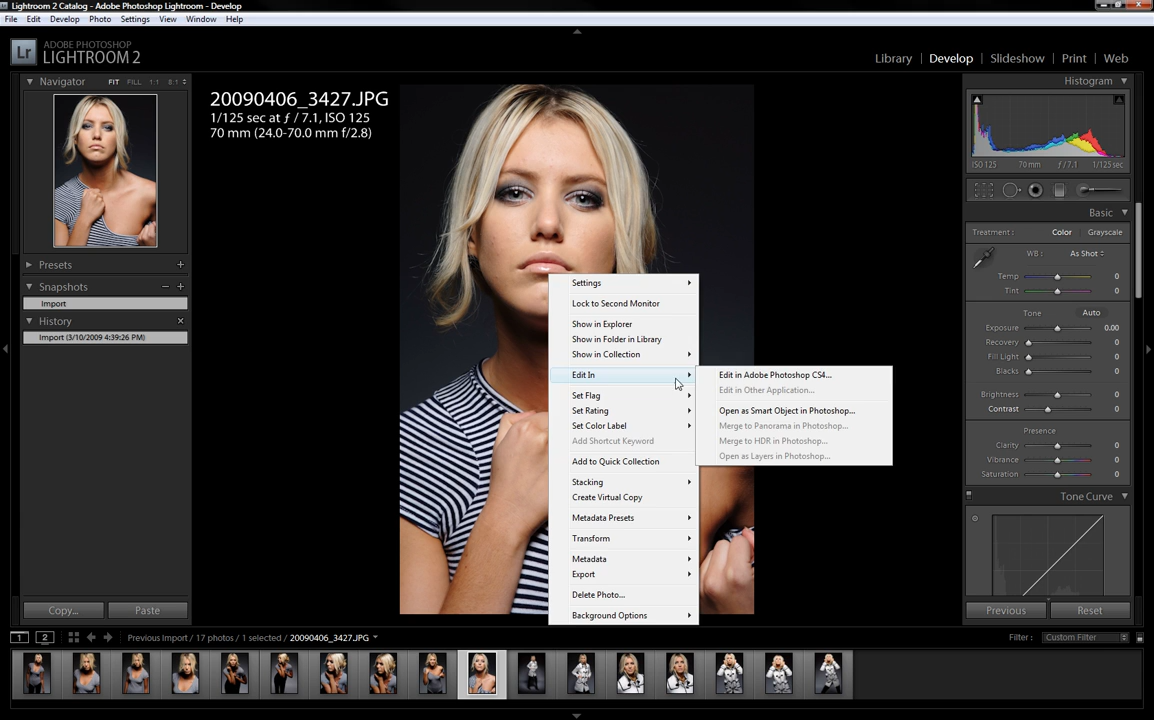 Lightroom 2 Catalog - Adobe Photoshop Lightroom - Develop
File Edit Develop Photo Settings View Window Help
Lr ADOBE PHOTOSHOP
LIGHTROOM 2
Library Develop Slideshow Print Web
Navigator FIT FILL 1:1 8:1
20090406_3427.JPG
1/125 sec at ƒ / 7.1, ISO 125
70 mm (24.0-70.0 mm f/2.8)
Presets
Snapshots
Import
History
Import (3/10/2009 4:39:26 PM)
Copy... Paste
Settings
Lock to Second Monitor
Show in Explorer
Show in Folder in Library
Show in Collection
Edit In
Set Flag
Set Rating
Set Color Label
Add Shortcut Keyword
Add to Quick Collection
Stacking
Create Virtual Copy
Metadata Presets
Transform
Metadata
Export
Delete Photo...
Background Options
Edit in Adobe Photoshop CS4...
Edit in Other Application...
Open as Smart Object in Photoshop...
Merge to Panorama in Photoshop...
Merge to HDR in Photoshop...
Open as Layers in Photoshop...
Histogram
ISO 125 70 mm ƒ / 7.1 1/125 sec
Basic
Treatment : Color Grayscale
WB : As Shot
Temp 0
Tint 0
Tone Auto
Exposure 0.00
Recovery 0
Fill Light 0
Blacks 0
Brightness 0
Contrast 0
Presence
Clarity 0
Vibrance 0
Saturation 0
Tone Curve
Previous Reset
1 2 Previous Import / 17 photos / 1 selected / 20090406_3427.JPG Filter : Custom Filter